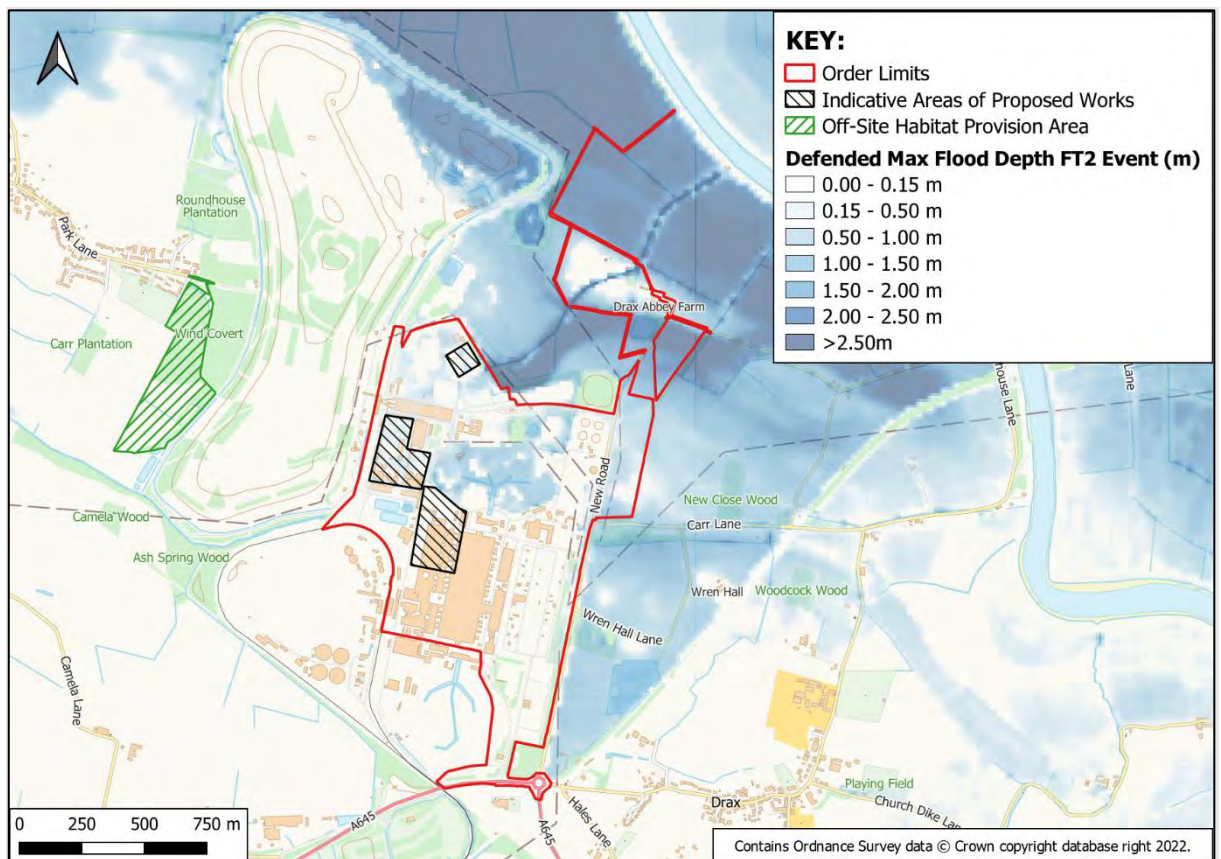 KEY:
Order Limits
Indicative Areas of Proposed Works
Off-Site Habitat Provision Area
Defended Max Flood Depth FT2 Event (m)
0.00 - 0.15 m
0.15 - 0.50 m
0.50 - 1.00 m
1.00 - 1.50 m
1.50 - 2.00 m
2.00 - 2.50 m
>2.50m
Roundhouse
Plantation
Park Lane
Wind Covert
Carr Plantation
Drax Abbey Farm
Lane
New Road
New Close Wood
Carr Lane
Camela Wood
Ash Spring Wood
Wren Hall
Woodcock Wood
Wren Hall Lane
Camela Lane
Playing Field
Drax
Church Dike
Hales Lane
A645
A645
0 250 500 750 m
Contains Ordnance Survey data © Crown copyright database right 2022.